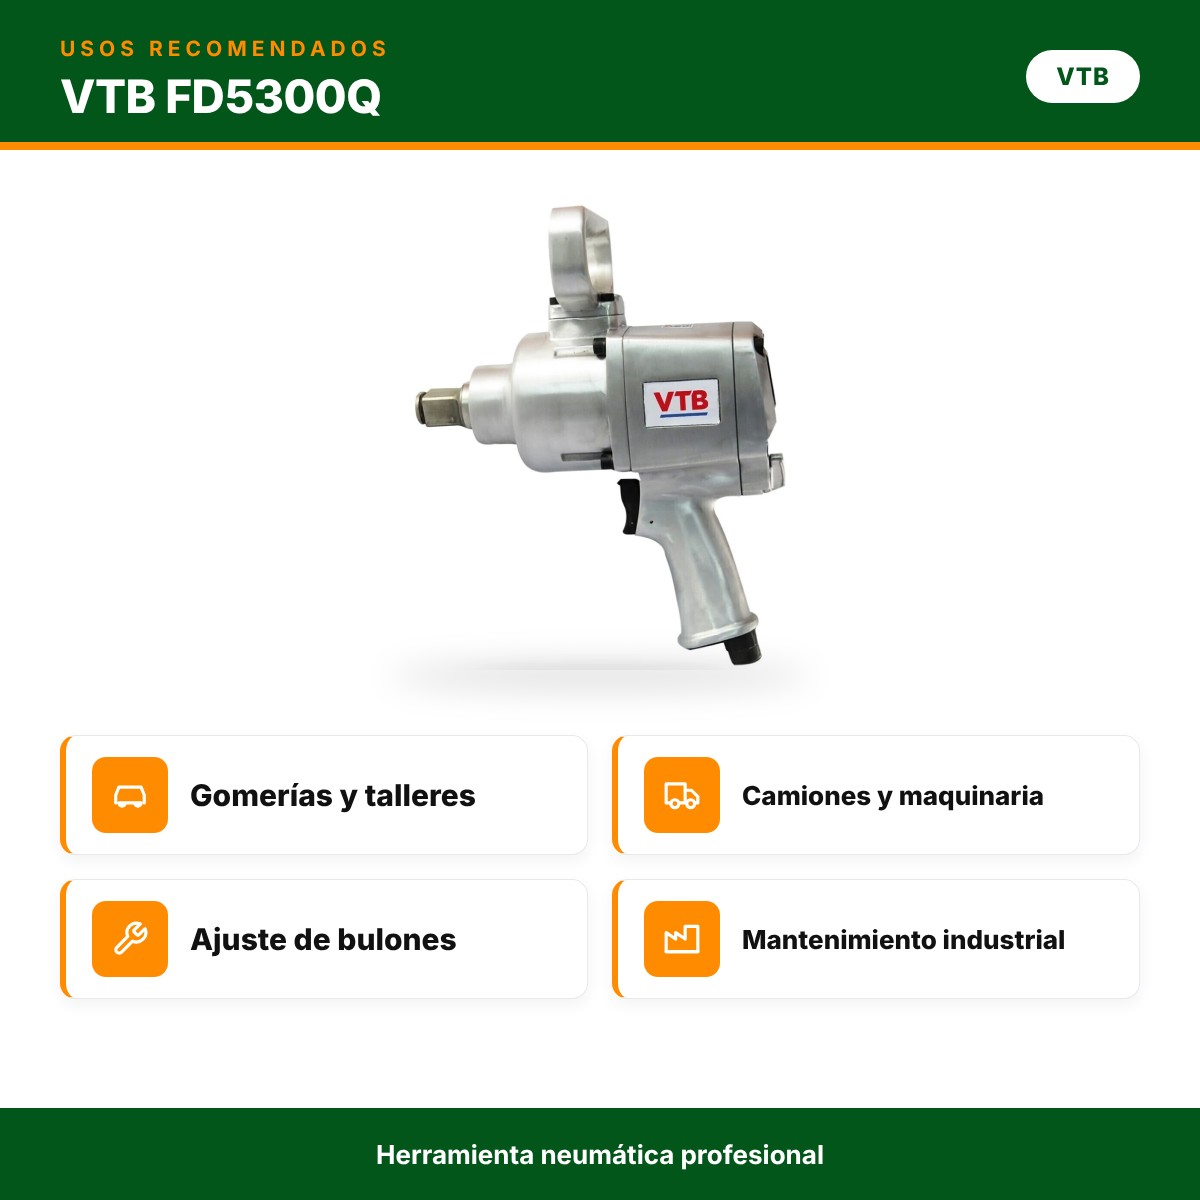 USOS RECOMENDADOS
VTB FD5300Q
VTB
VTB
Gomerías y talleres
Camiones y maquinaria
Ajuste de bulones
Mantenimiento industrial
Herramienta neumática profesional